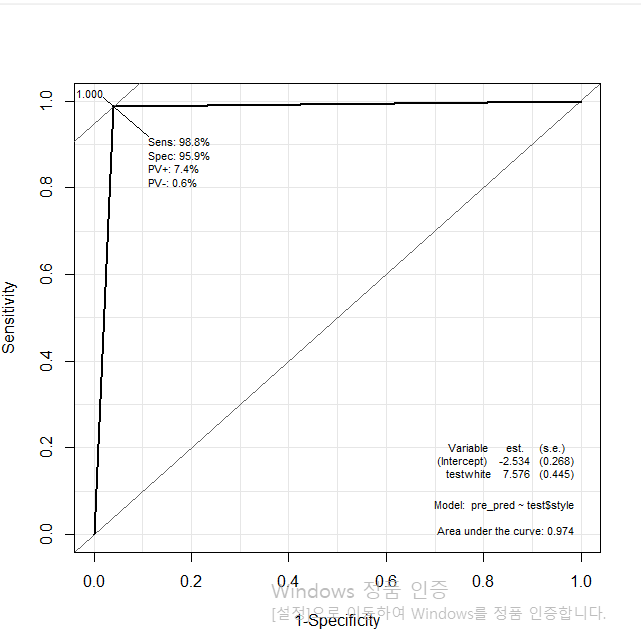 1.000
Sens: 98.8%
Spec: 95.9%
PV+: 7.4%
PV-: 0.6%
1.0
0.8
0.6
0.4
0.2
0.0
Sensitivity
Variable est. (s.e.)
(Intercept) -2.534 (0.268)
testwhite 7.576 (0.445)
Model: pre_pred ~ test$style
Area under the curve: 0.974
0.0 0.2 0.4 0.6 0.8 1.0
Windows 정품 인증
[설정]으로 이동하여 Windows를 정품 인증합니다.
1-Specificity